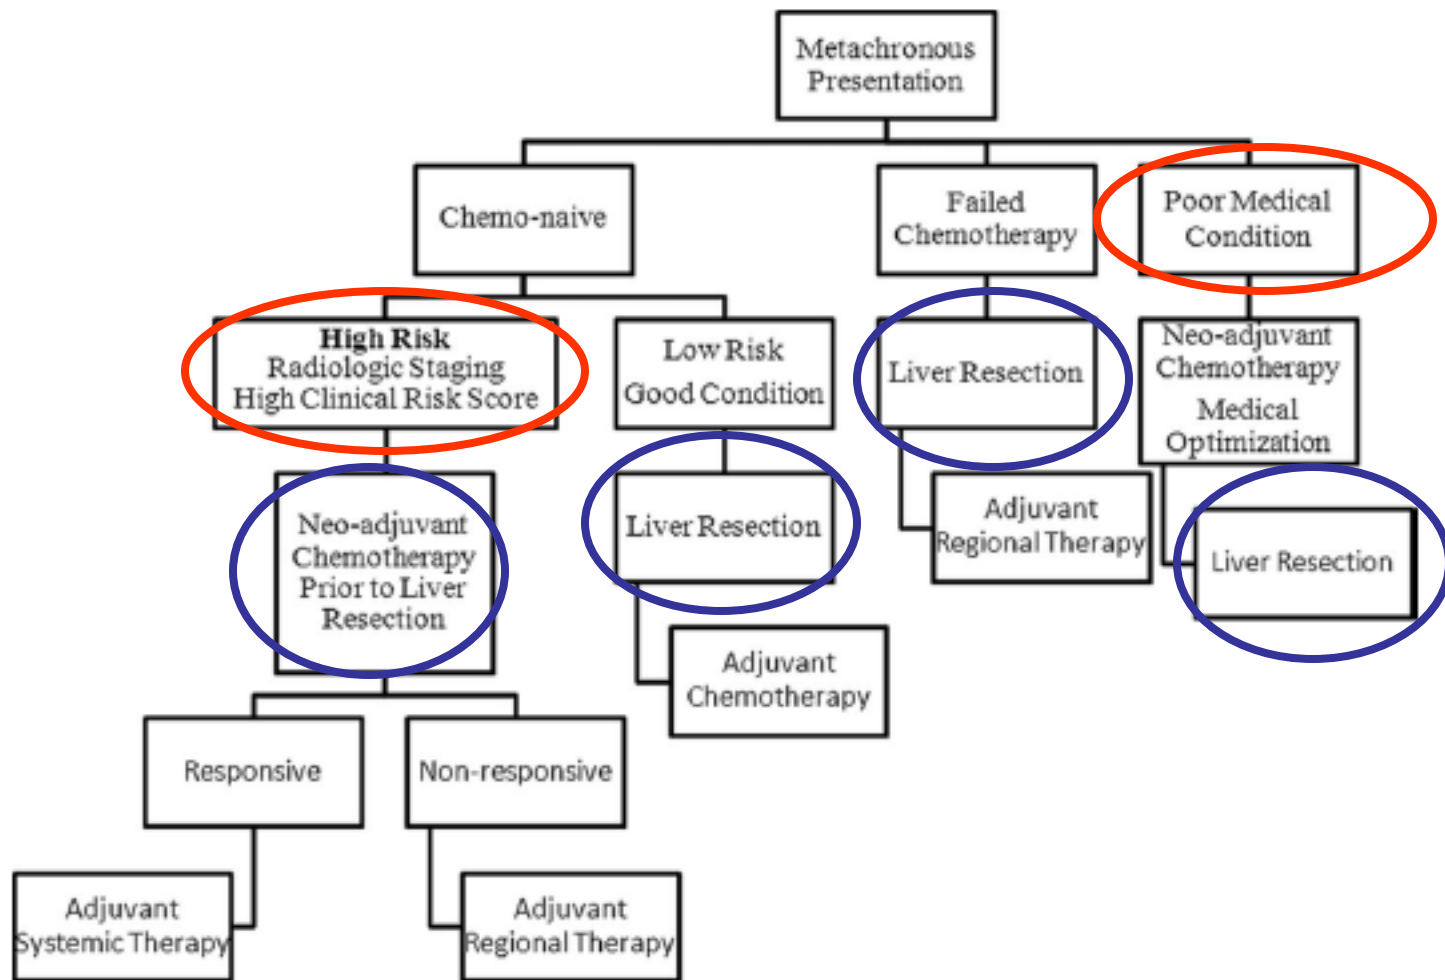 Metachronous
Presentation
Chemo-naive
Failed
Chemotherapy
Poor Medical
Condition
High Risk
Radiologic Staging
High Clinical Risk Score
Low Risk
Good Condition
Liver Resection
Neo-adjuvant
Chemotherapy
Medical
Optimization
Neo-adjuvant
Chemotherapy
Prior to Liver
Resection
Liver Resection
Adjuvant
Regional Therapy
Liver Resection
Adjuvant
Chemotherapy
Responsive
Non-responsive
Adjuvant
Systemic Therapy
Adjuvant
Regional Therapy